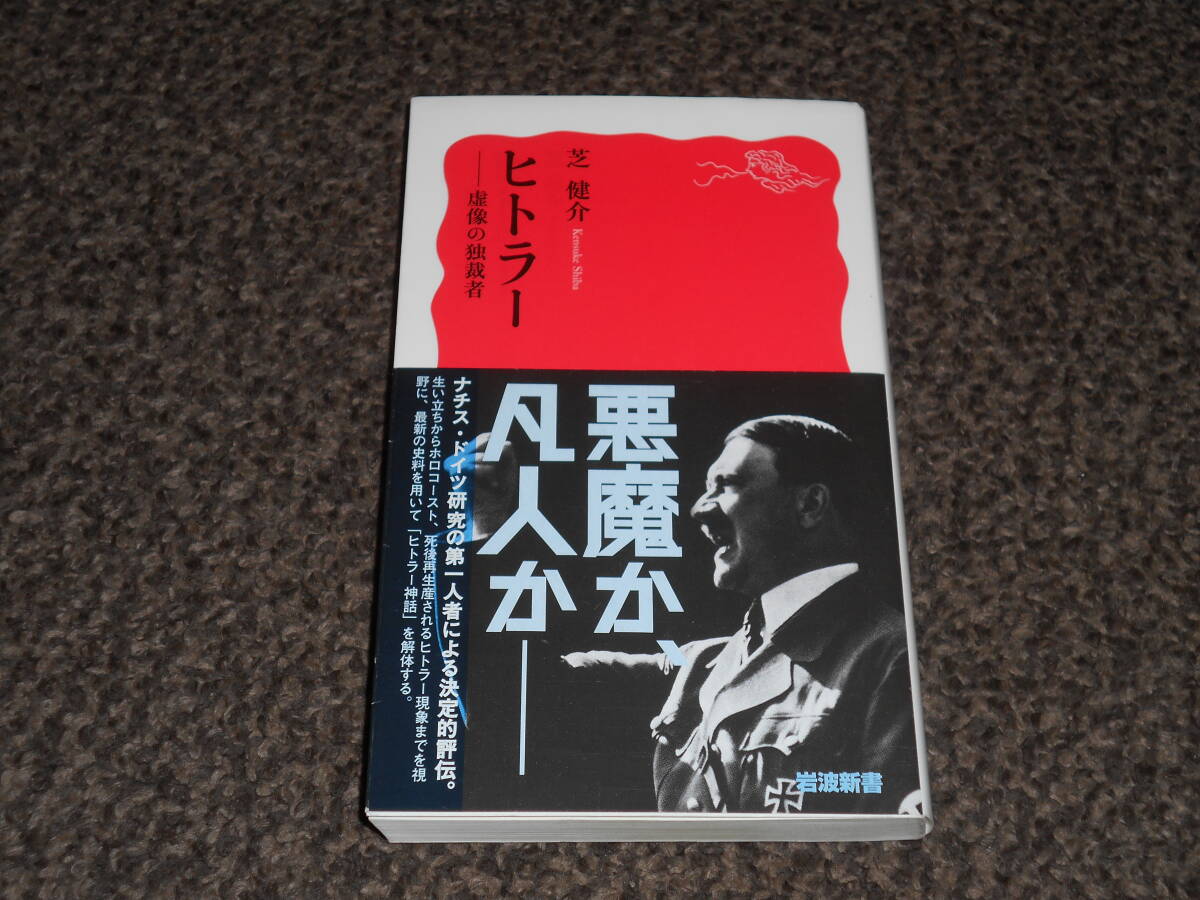 芝 健介
Kensuke Shiba
ヒトラー
――虚像の独裁者
悪魔か、
凡人か――
ナチス・ドイツ研究の第一人者による決定的評伝。
生い立ちからホロコースト、死後再生産されるヒトラー現象までを視
野に、最新の史料を用いて「ヒトラー神話」を解体する。
岩波新書